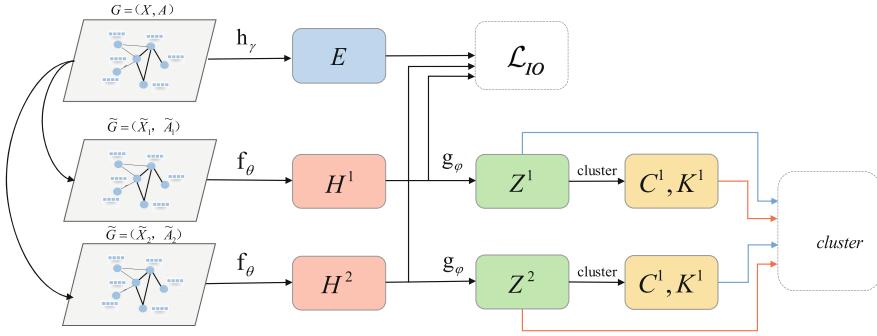 G=(X, A)
h_γ
E
ℒ_IO
G̃=(X̃_1, Ã_1)
f_θ
H^1
g_φ
Z^1
cluster
C^1, K^1
cluster
G̃=(X̃_2, Ã_2)
f_θ
H^2
g_φ
Z^2
cluster
C^1, K^1